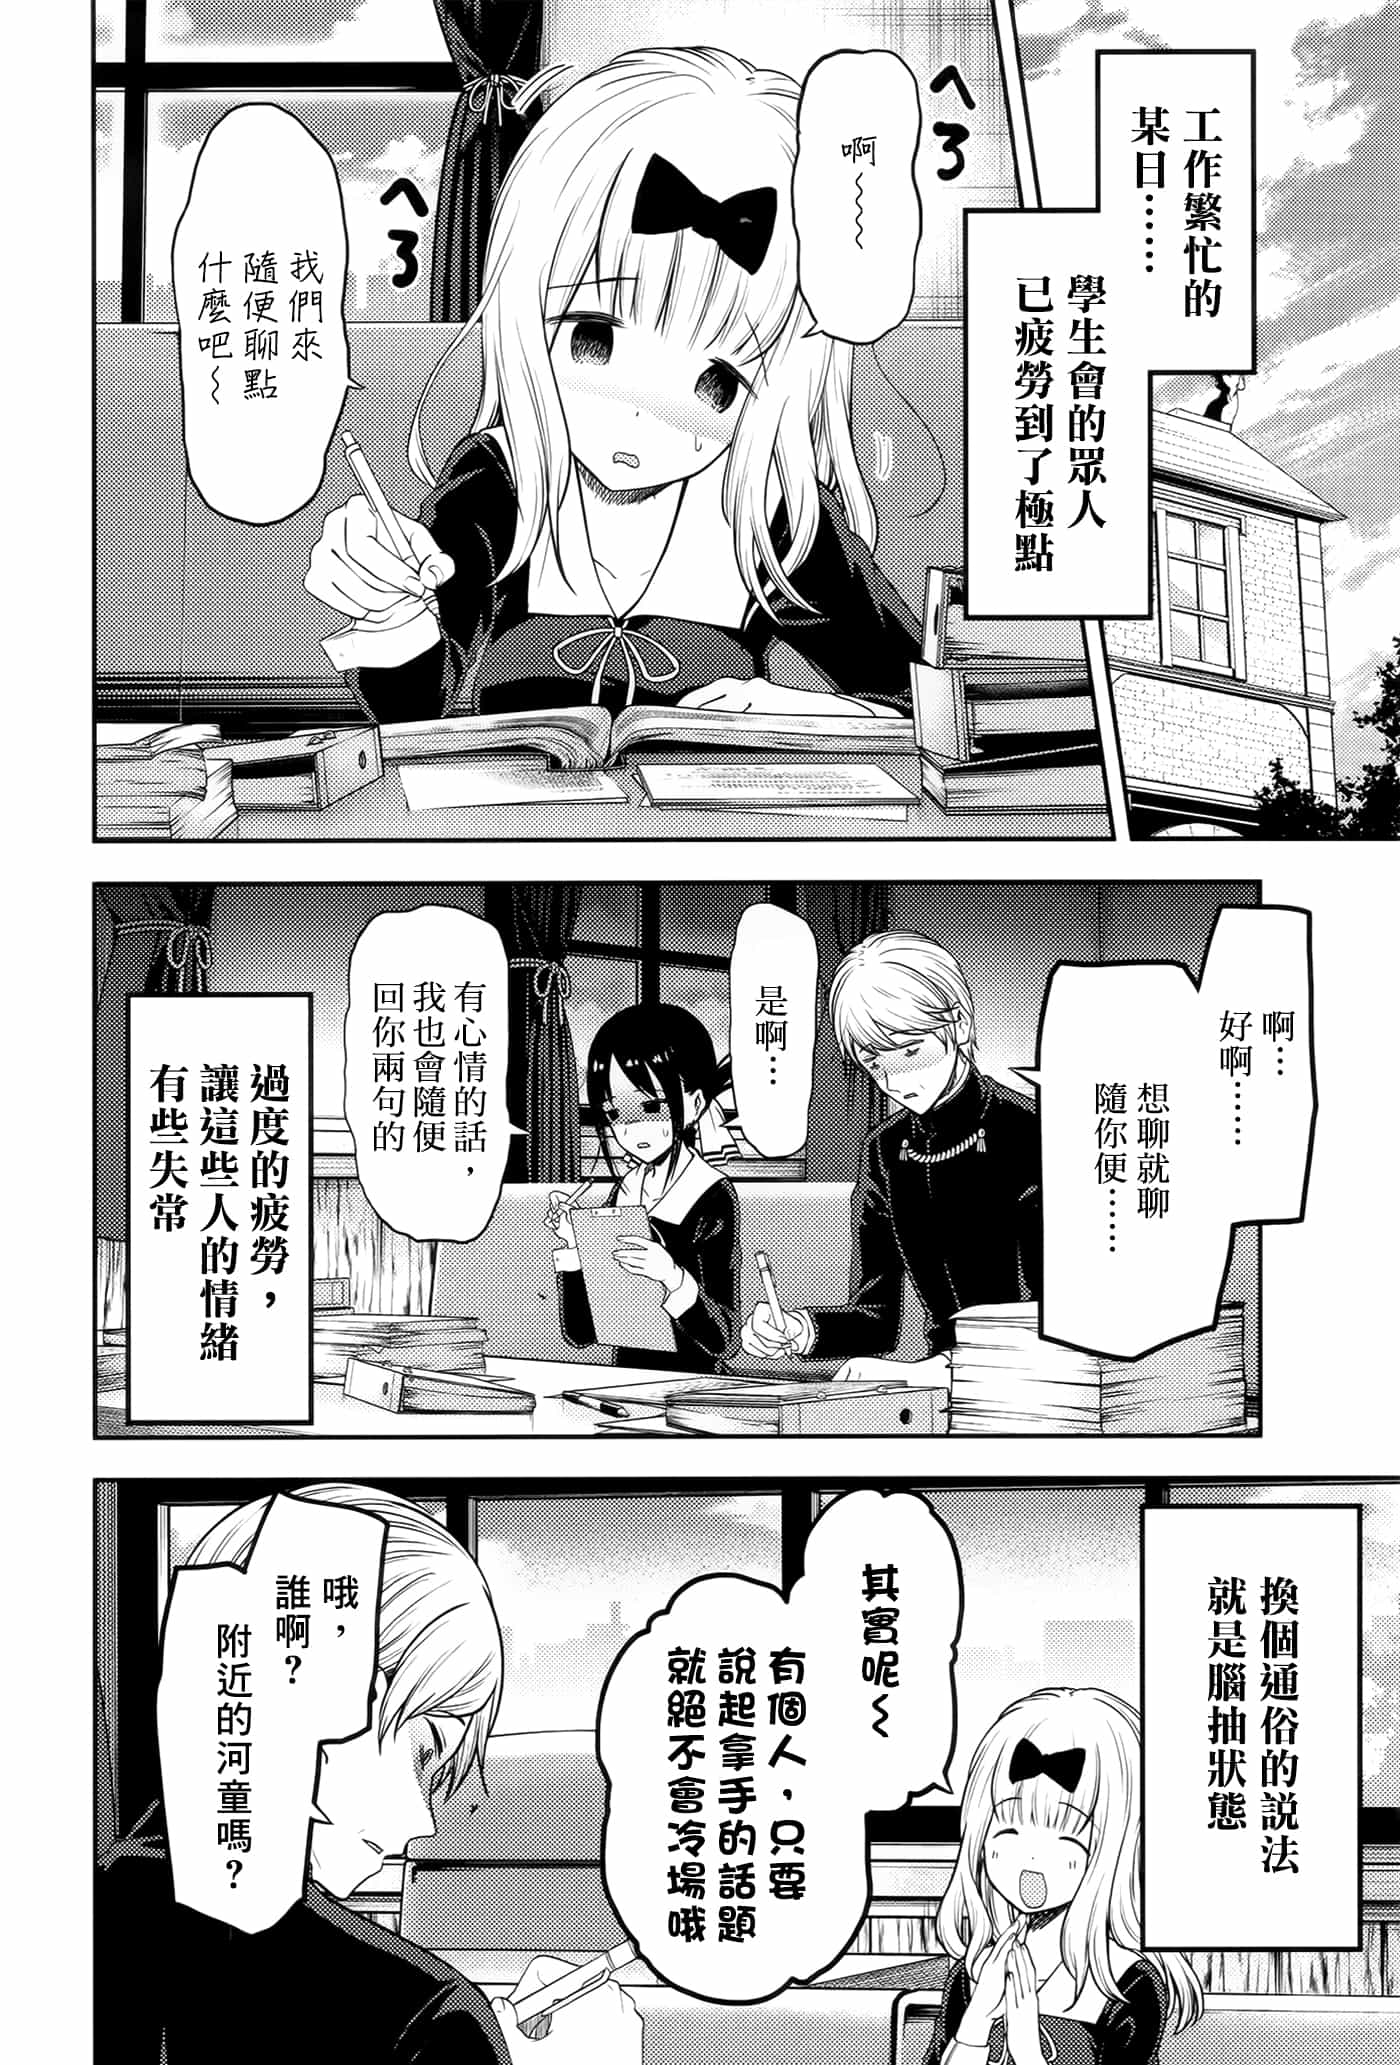 工作繁忙的
某日……
學生會的眾人
已疲勞到了極點
啊～～
へろ
へろ
我們來
隨便聊點
什麼吧～
啊…
好啊……
想聊就聊
隨你便……
是啊…
有心情的話，
我也會隨便
回你兩句的
過度的疲勞，
讓這些人的情緒
有些失常
換個通俗的說法
就是腦抽狀態
其實呢～
有個人，只要
說起拿手的話題
就絕不會冷場哦
哦，
誰啊？
附近的河童嗎？